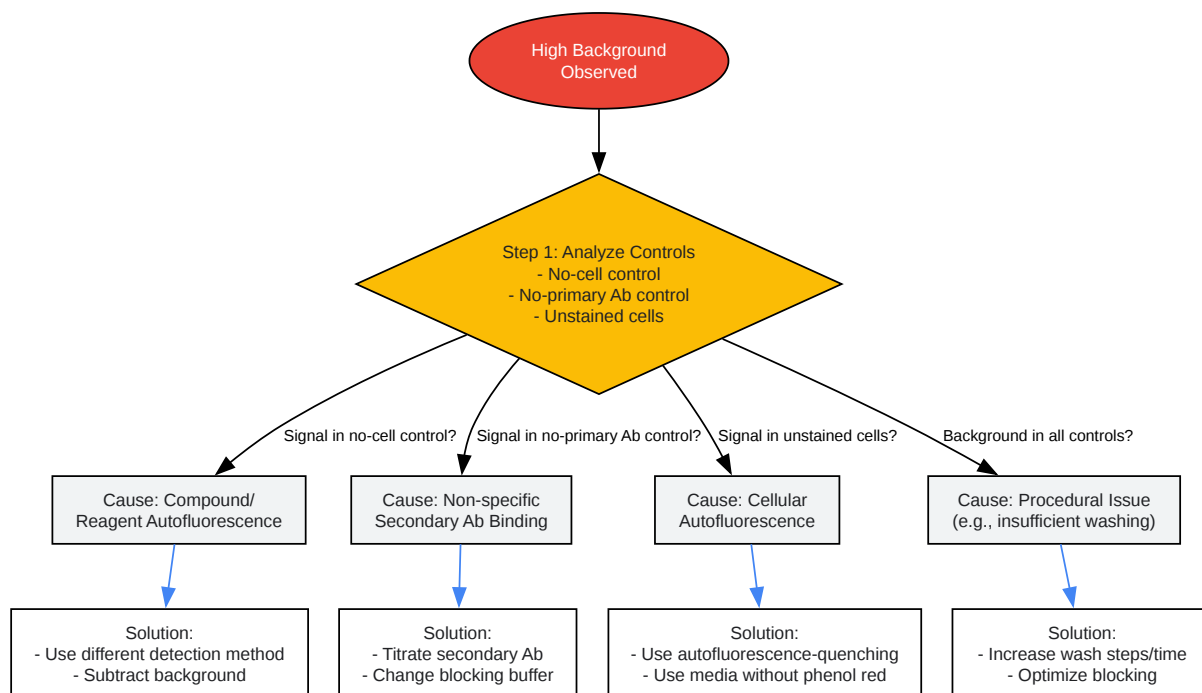 High Background
Observed
Step 1: Analyze Controls
- No-cell control
- No-primary Ab control
- Unstained cells
Signal in no-cell control?
Signal in no-primary Ab control?
Signal in unstained cells?
Background in all controls?
Cause: Compound/
Reagent Autofluorescence
Cause: Non-specific
Secondary Ab Binding
Cause: Cellular
Autofluorescence
Cause: Procedural Issue
(e.g., insufficient washing)
Solution:
- Use different detection method
- Subtract background
Solution:
- Titrate secondary Ab
- Change blocking buffer
Solution:
- Use autofluorescence-quenching
- Use media without phenol red
Solution:
- Increase wash steps/time
- Optimize blocking